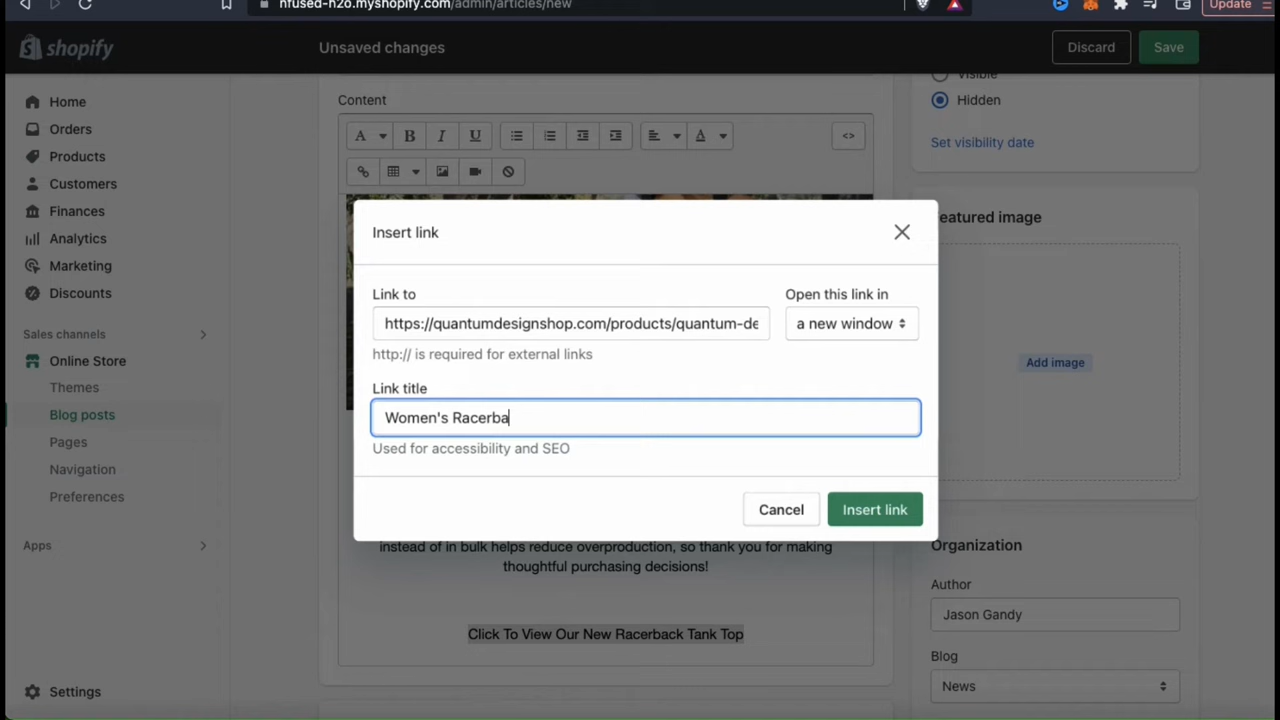 nfused-h2o.myshopify.com/admin/articles/new
Update
shopify
Unsaved changes
Discard
Save
Home
Orders
Products
Customers
Finances
Analytics
Marketing
Discounts
Sales channels
Online Store
Themes
Blog posts
Pages
Navigation
Preferences
Apps
Settings
Content
A
B
I
U
A
<>
Insert link
Link to
Open this link in
https://quantumdesignshop.com/products/quantum-de
a new window
http:// is required for external links
Link title
Women's Racerba
Used for accessibility and SEO
Cancel
Insert link
instead of in bulk helps reduce overproduction, so thank you for making
thoughtful purchasing decisions!
Click To View Our New Racerback Tank Top
Visible
Hidden
Set visibility date
eatured image
Add image
Organization
Author
Jason Gandy
Blog
News